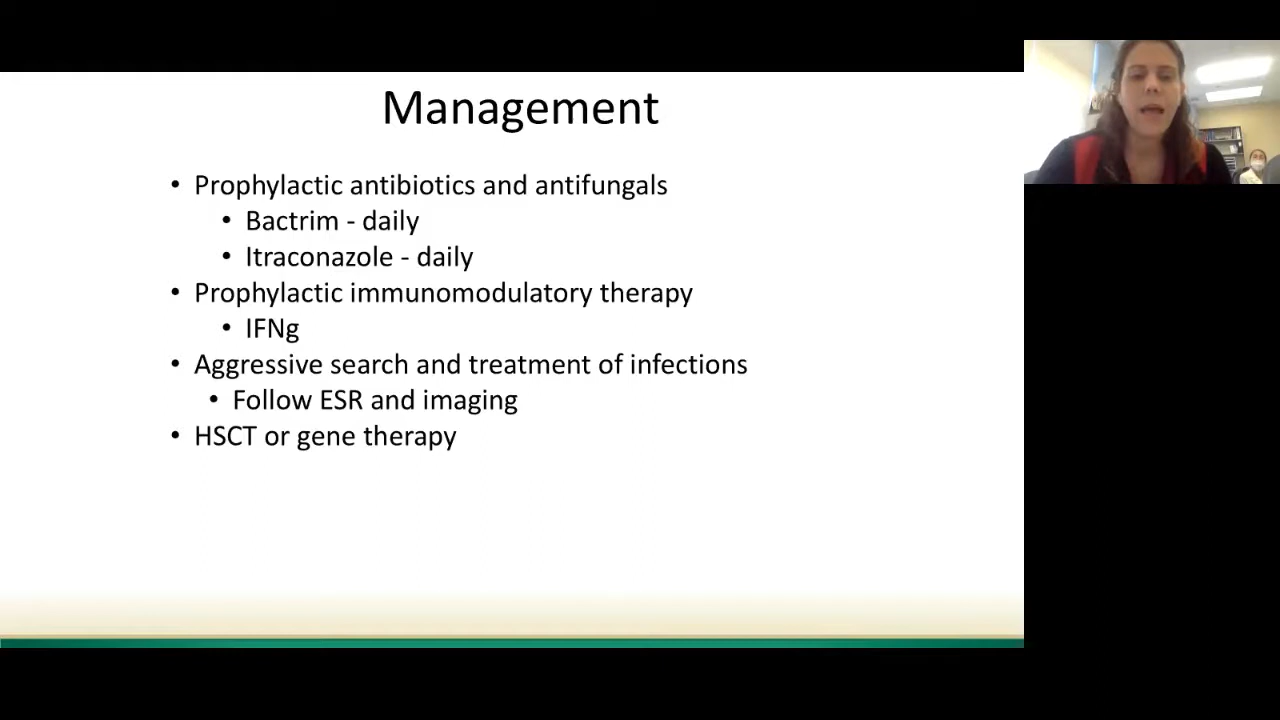 Management
• Prophylactic antibiotics and antifungals
• Bactrim - daily
• Itraconazole - daily
• Prophylactic immunomodulatory therapy
• IFNg
• Aggressive search and treatment of infections
• Follow ESR and imaging
• HSCT or gene therapy